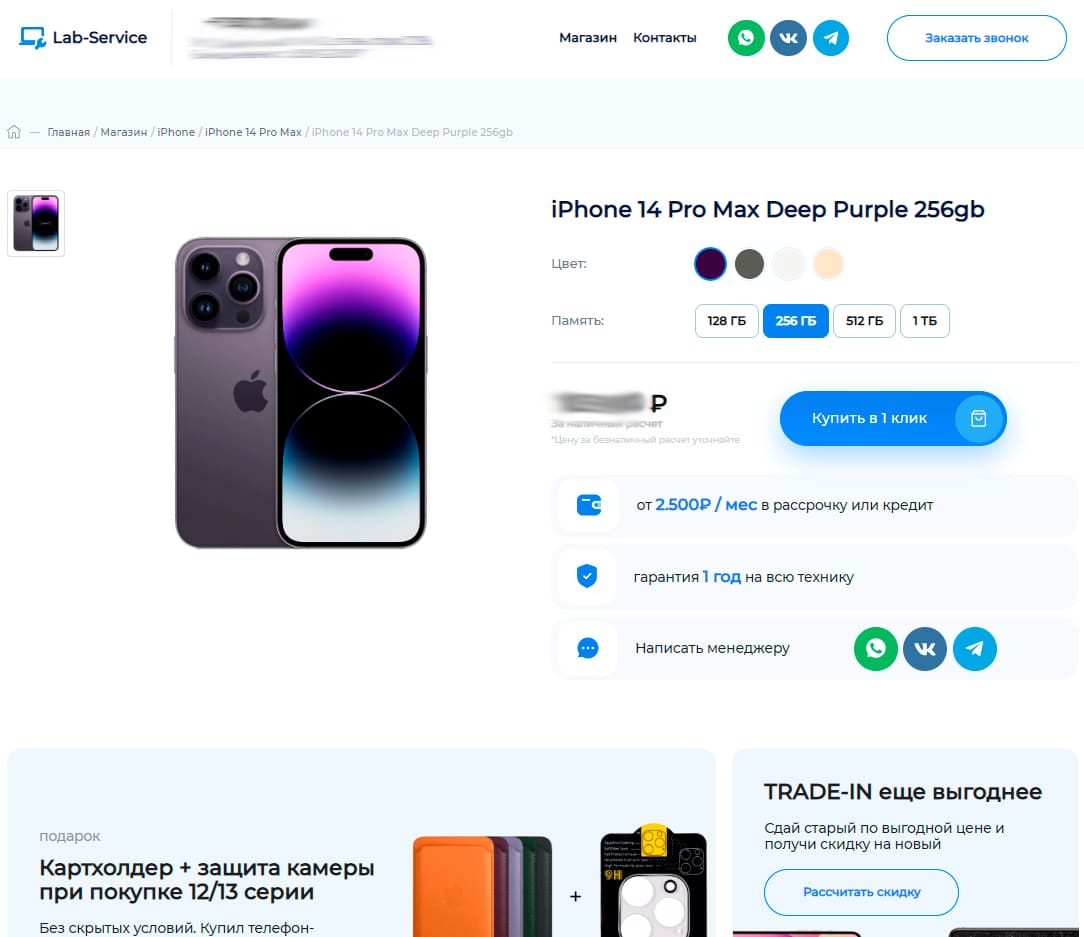 Lab-Service
Магазин
Контакты
Заказать звонок
Главная / Магазин / iPhone / iPhone 14 Pro Max / iPhone 14 Pro Max Deep Purple 256gb
iPhone 14 Pro Max Deep Purple 256gb
Цвет:
Память:
128 ГБ
256 ГБ
512 ГБ
1 ТБ
₽
За наличный расчет
*Цену за безналичный расчет уточняйте
Купить в 1 клик
от 2.500₽ / мес в рассрочку или кредит
гарантия 1 год на всю технику
Написать менеджеру
подарок
Картхолдер + защита камеры
при покупке 12/13 серии
Без скрытых условий. Купил телефон-
+
9H
TRADE-IN еще выгоднее
Сдай старый по выгодной цене и
получи скидку на новый
Рассчитать скидку